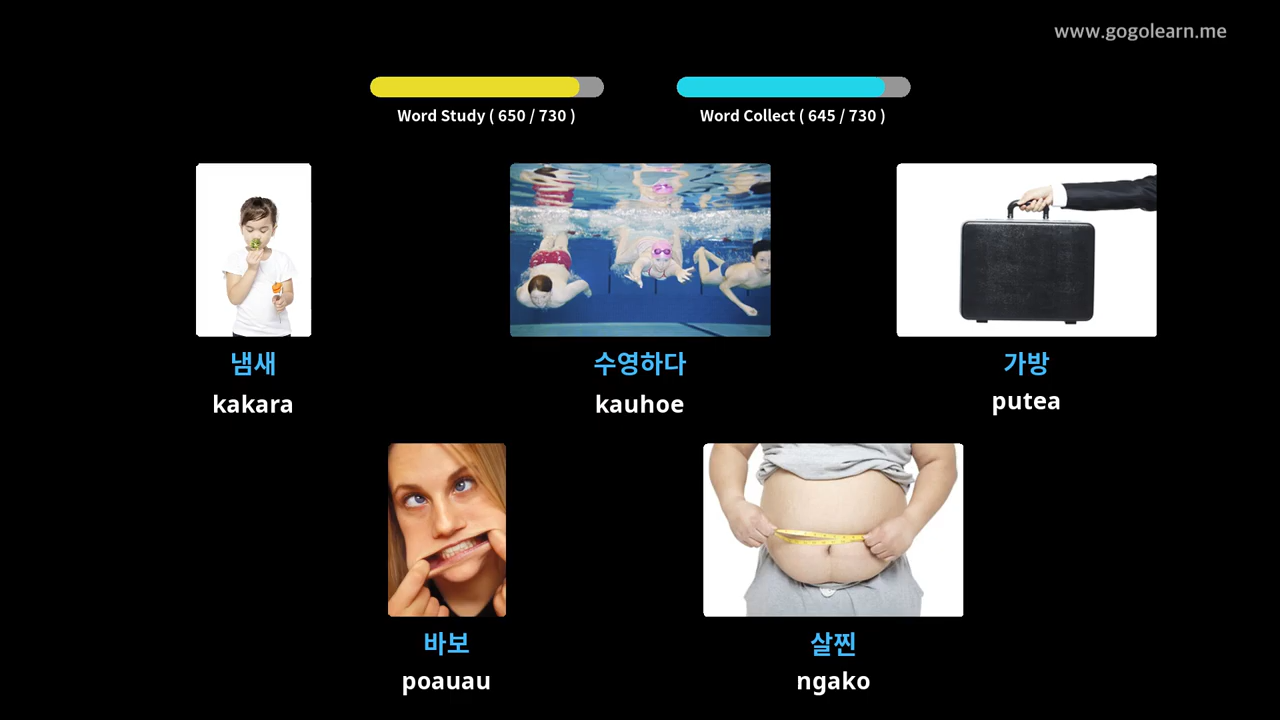 www.gogolearn.me
Word Study ( 650 / 730 )
Word Collect ( 645 / 730 )
냄새
수영하다
가방
kakara
kauhoe
putea
바보
살찐
poauau
ngako